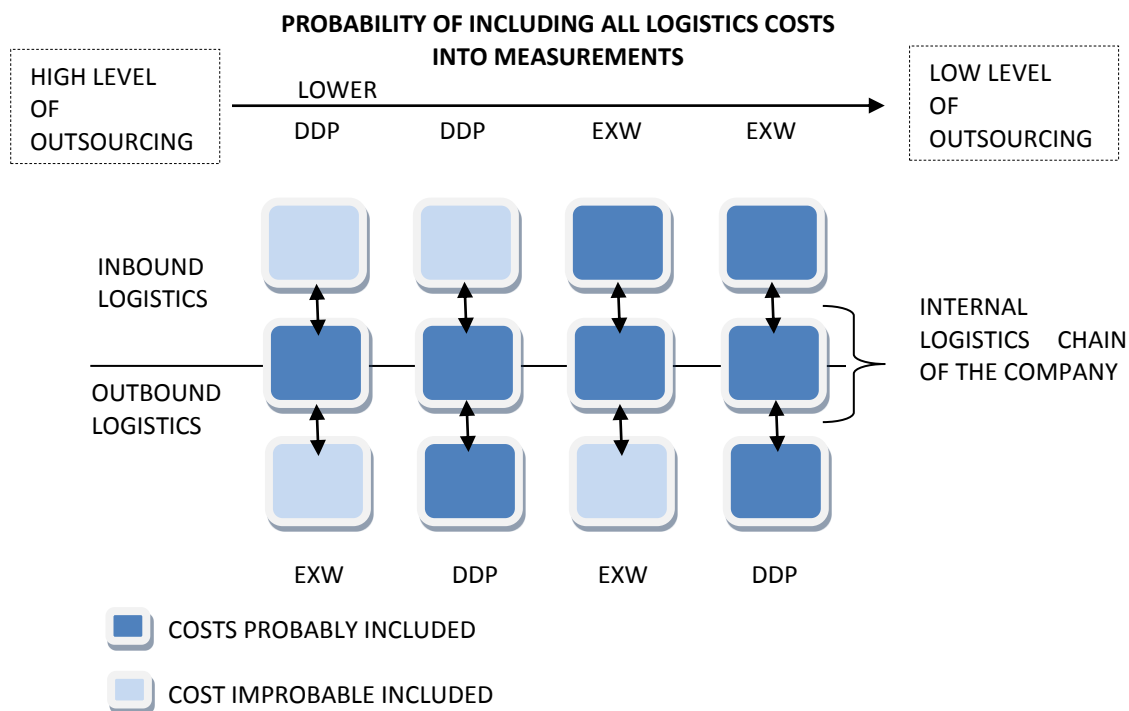 PROBABILITY OF INCLUDING ALL LOGISTICS COSTS
INTO MEASUREMENTS
HIGH LEVEL
OF
OUTSOURCING
LOWER
LOW LEVEL
OF
OUTSOURCING
DDP DDP EXW EXW
INBOUND
LOGISTICS
INTERNAL
LOGISTICS CHAIN
OF THE COMPANY
OUTBOUND
LOGISTICS
EXW DDP EXW DDP
COSTS PROBABLY INCLUDED
COST IMPROBABLE INCLUDED